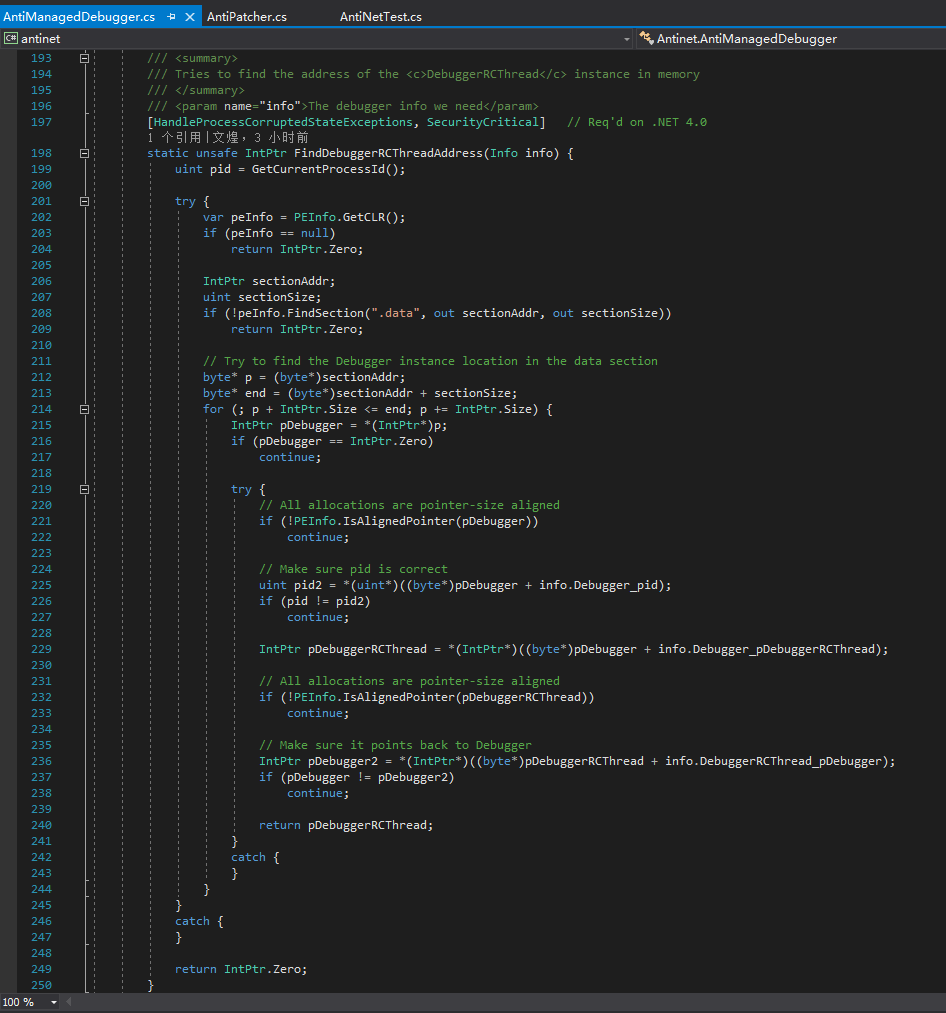 AntiManagedDebugger.cs AntiPatcher.cs AntiNetTest.cs
C# antinet Antinet.AntiManagedDebugger
193 /// <summary>
194 /// Tries to find the address of the <c>DebuggerRCThread</c> instance in memory
195 /// </summary>
196 /// <param name="info">The debugger info we need</param>
197 [HandleProcessCorruptedStateExceptions, SecurityCritical] // Req'd on .NET 4.0
1 个引用|文煌，3 小时前
198 static unsafe IntPtr FindDebuggerRCThreadAddress(Info info) {
199 uint pid = GetCurrentProcessId();
200
201 try {
202 var peInfo = PEInfo.GetCLR();
203 if (peInfo == null)
204 return IntPtr.Zero;
205
206 IntPtr sectionAddr;
207 uint sectionSize;
208 if (!peInfo.FindSection(".data", out sectionAddr, out sectionSize))
209 return IntPtr.Zero;
210
211 // Try to find the Debugger instance location in the data section
212 byte* p = (byte*)sectionAddr;
213 byte* end = (byte*)sectionAddr + sectionSize;
214 for (; p + IntPtr.Size <= end; p += IntPtr.Size) {
215 IntPtr pDebugger = *(IntPtr*)p;
216 if (pDebugger == IntPtr.Zero)
217 continue;
218
219 try {
220 // All allocations are pointer-size aligned
221 if (!PEInfo.IsAlignedPointer(pDebugger))
222 continue;
223
224 // Make sure pid is correct
225 uint pid2 = *(uint*)((byte*)pDebugger + info.Debugger_pid);
226 if (pid != pid2)
227 continue;
228
229 IntPtr pDebuggerRCThread = *(IntPtr*)((byte*)pDebugger + info.Debugger_pDebuggerRCThread);
230
231 // All allocations are pointer-size aligned
232 if (!PEInfo.IsAlignedPointer(pDebuggerRCThread))
233 continue;
234
235 // Make sure it points back to Debugger
236 IntPtr pDebugger2 = *(IntPtr*)((byte*)pDebuggerRCThread + info.DebuggerRCThread_pDebugger);
237 if (pDebugger != pDebugger2)
238 continue;
239
240 return pDebuggerRCThread;
241 }
242 catch {
243 }
244 }
245 }
246 catch {
247 }
248
249 return IntPtr.Zero;
250 }
100 %